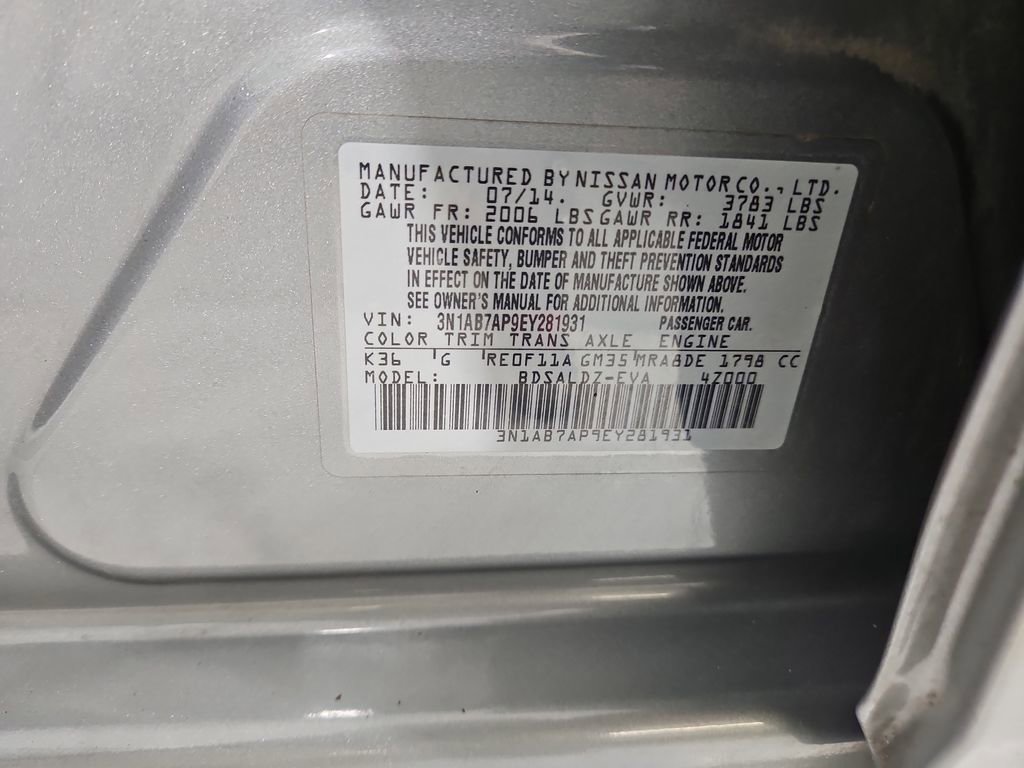 MANUFACTURED BY NISSAN MOTOR CO., LTD.
DATE: 07/14. GVWR: 3783 LBS
GAWR FR: 2006 LBS GAWR RR: 1841 LBS
THIS VEHICLE CONFORMS TO ALL APPLICABLE FEDERAL MOTOR
VEHICLE SAFETY, BUMPER AND THEFT PREVENTION STANDARDS
IN EFFECT ON THE DATE OF MANUFACTURE SHOWN ABOVE.
SEE OWNER'S MANUAL FOR ADDITIONAL INFORMATION.
VIN: 3N1AB7AP9EY281931 PASSENGER CAR.
COLOR TRIM TRANS AXLE ENGINE
K36 'G 'RE0F11A GM35'MRA8DE 1798 CC
MODEL: BDSALDZ-EVA 4Z000
3N1AB7AP9EY281931